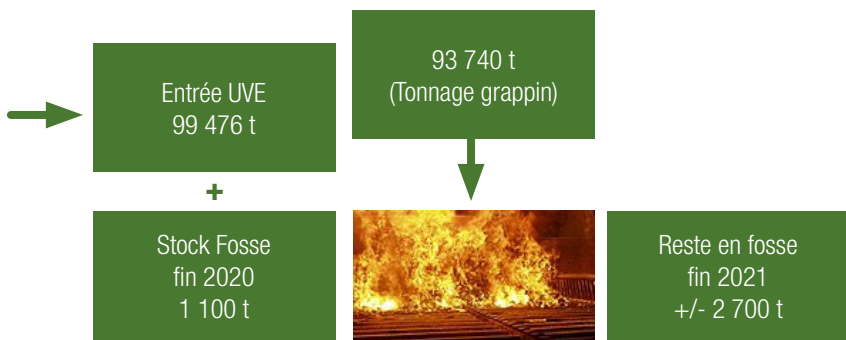 Entrée UVE
99 476 t
+
Stock Fosse
fin 2020
1 100 t
93 740 t
(Tonnage grappin)
Reste en fosse
fin 2021
+/- 2 700 t